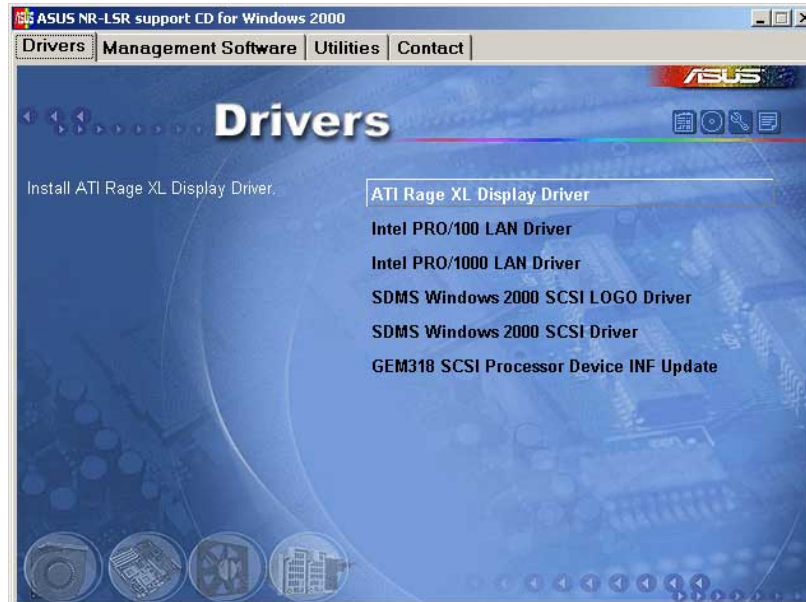 ASUS NR-LSR support CD for Windows 2000
Drivers Management Software Utilities Contact
ASUS
Drivers
Install ATI Rage XL Display Driver.
ATI Rage XL Display Driver
Intel PRO/100 LAN Driver
Intel PRO/1000 LAN Driver
SDMS Windows 2000 SCSI LOGO Driver
SDMS Windows 2000 SCSI Driver
GEM318 SCSI Processor Device INF Update